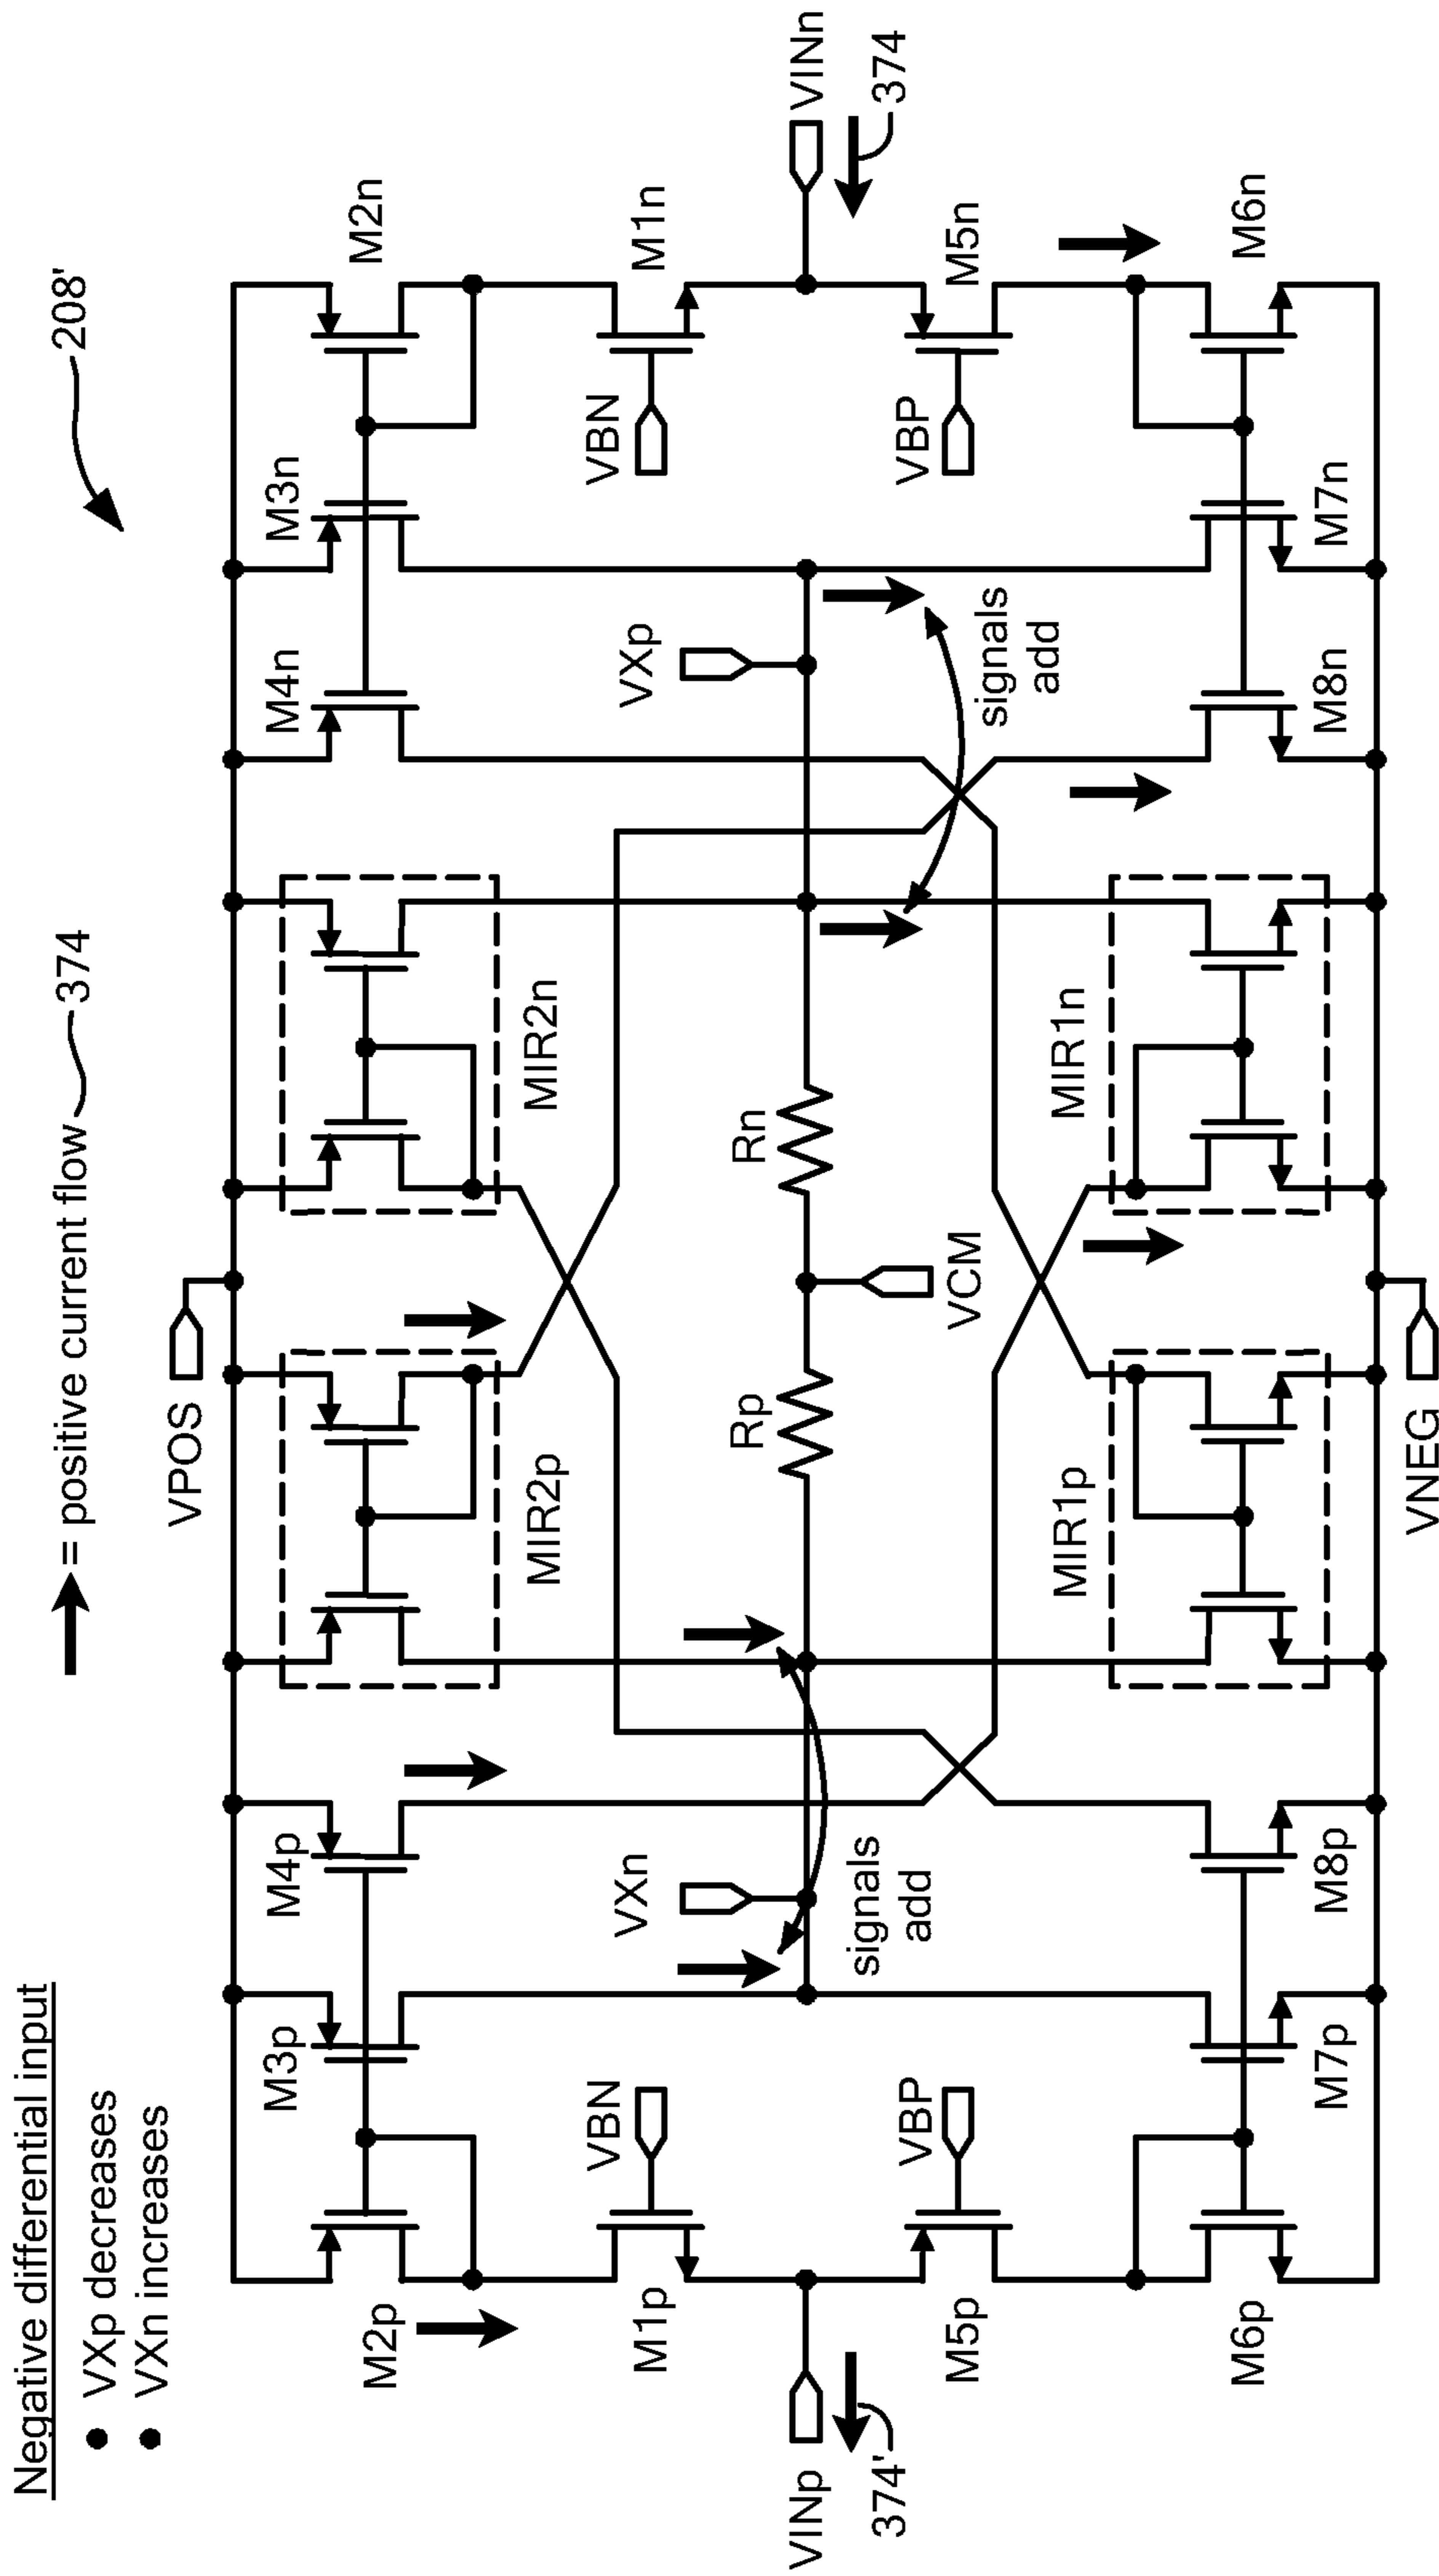 Negative differential input
• VXp decreases
• VXn increases
= positive current flow 374
208'
VPOS
M2p
M3p
M4p
MIR2p
MIR2n
M4n
M3n
M2n
M1p
VBN
VBN
M1n
VINp
374'
VXn
signals
add
Rp
VCM
Rn
VXp
signals
add
VINn
374
M5p
VBP
VBP
M5n
M6p
M7p
M8p
MIR1p
MIR1n
M8n
M7n
M6n
VNEG